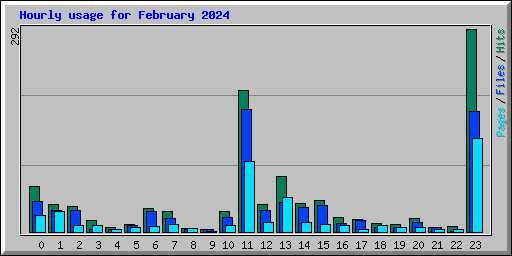 Hourly usage for February 2024
292
Pages/Files/Hits
0 1 2 3 4 5 6 7 8 9 10 11 12 13 14 15 16 17 18 19 20 21 22 23